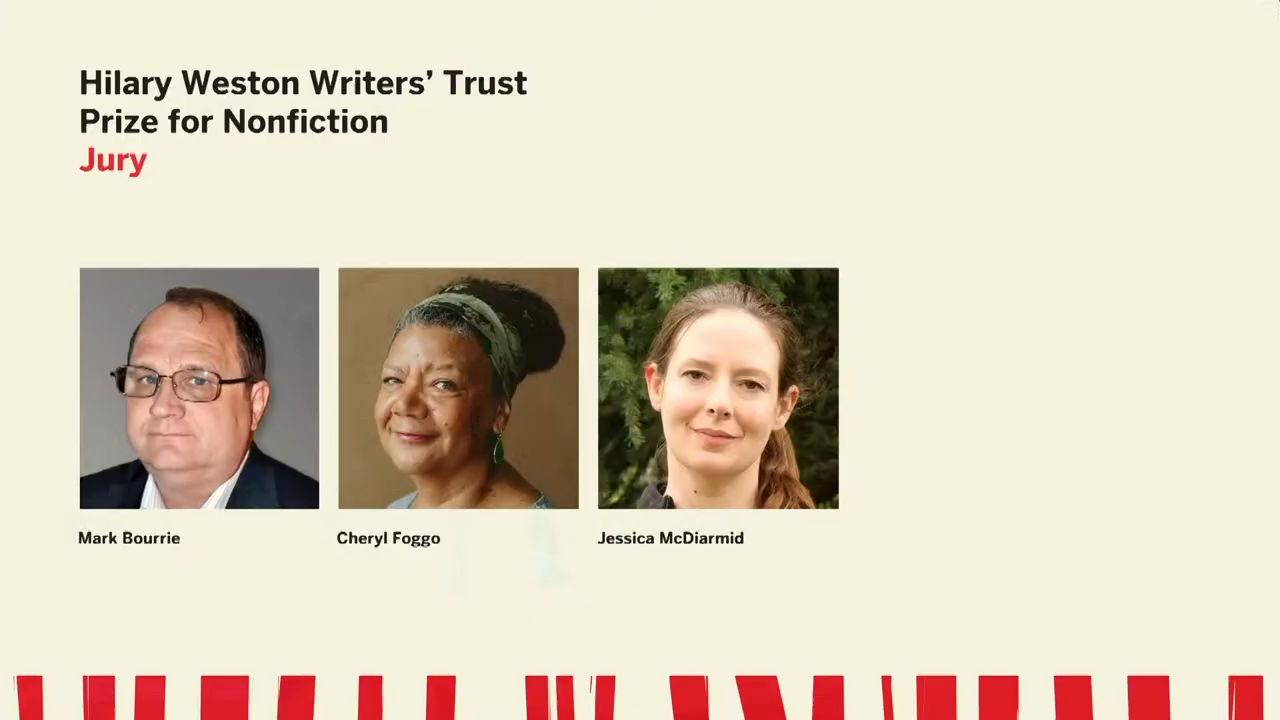 Hilary Weston Writers’ Trust
Prize for Nonfiction
Jury
Mark Bourrie
Cheryl Foggo
Jessica McDiarmid